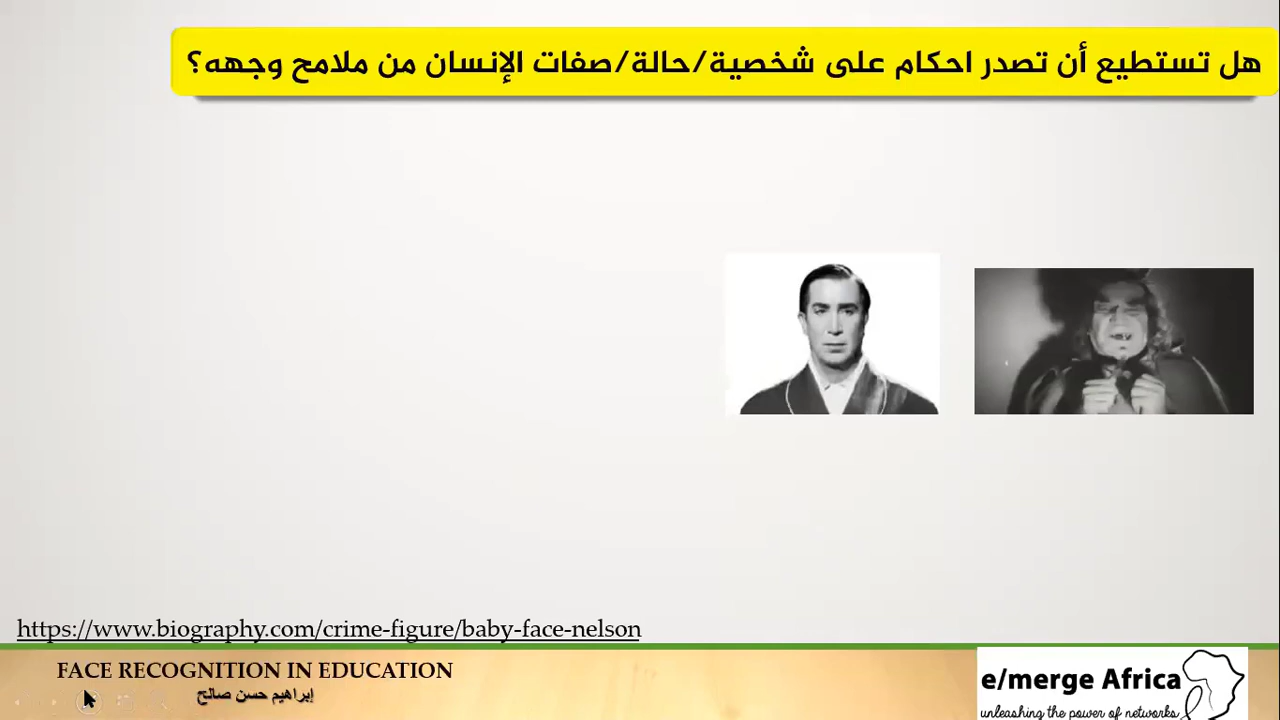 هل تستطيع أن تصدر احكام على شخصية/حالة/صفات الإنسان من ملامح وجهه؟
https://www.biography.com/crime-figure/baby-face-nelson
FACE RECOGNITION IN EDUCATION
إبراهيم حسن صالح
e/merge Africa
unleashing the power of networks